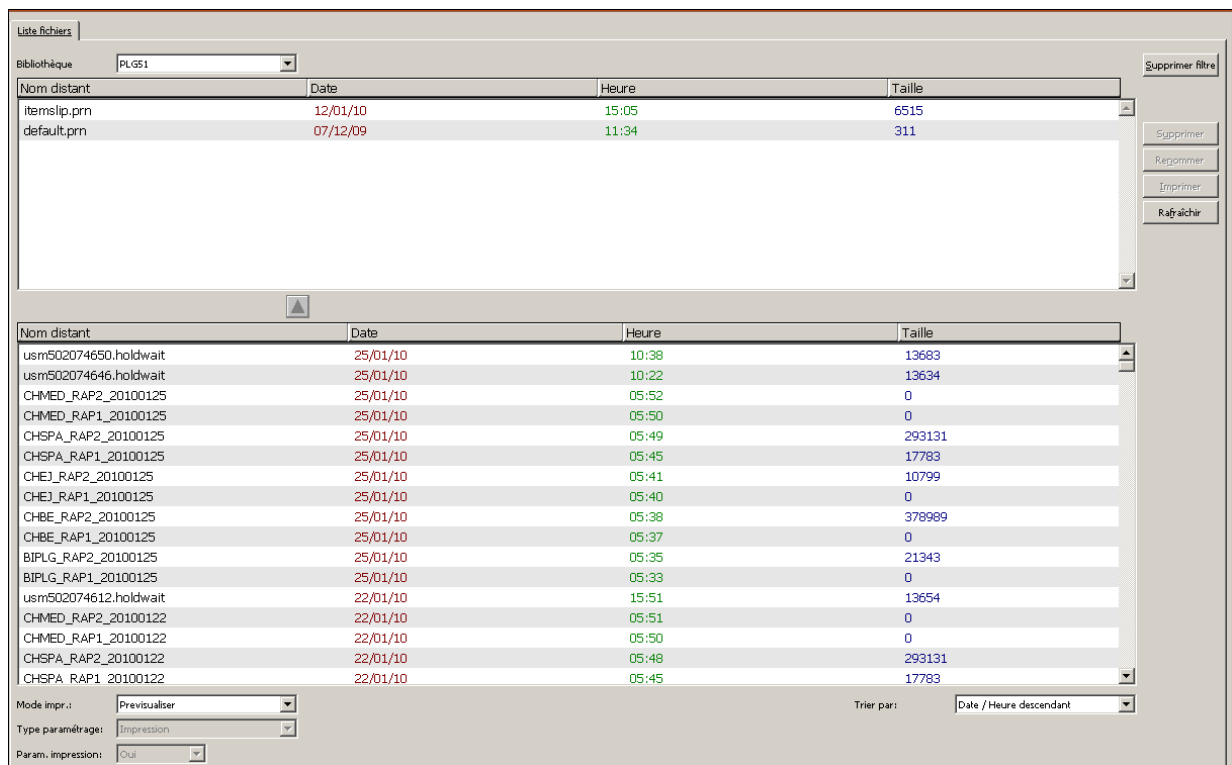 Liste fichiers
Bibliothèque PLG51 Supprimer filtre
Nom distant Date Heure Taille
itemslip.prn 12/01/10 15:05 6515
default.prn 07/12/09 11:34 311
Supprimer
Renommer
Imprimer
Rafraîchir
Nom distant Date Heure Taille
usm502074650.holdwait 25/01/10 10:38 13683
usm502074646.holdwait 25/01/10 10:22 13634
CHMED_RAP2_20100125 25/01/10 05:52 0
CHMED_RAP1_20100125 25/01/10 05:50 0
CHSPA_RAP2_20100125 25/01/10 05:49 293131
CHSPA_RAP1_20100125 25/01/10 05:45 17783
CHEJ_RAP2_20100125 25/01/10 05:41 10799
CHEJ_RAP1_20100125 25/01/10 05:40 0
CHBE_RAP2_20100125 25/01/10 05:38 378989
CHBE_RAP1_20100125 25/01/10 05:37 0
BIPLG_RAP2_20100125 25/01/10 05:35 21343
BIPLG_RAP1_20100125 25/01/10 05:33 0
usm502074612.holdwait 22/01/10 15:51 13654
CHMED_RAP2_20100122 22/01/10 05:51 0
CHMED_RAP1_20100122 22/01/10 05:50 0
CHSPA_RAP2_20100122 22/01/10 05:48 293131
CHSPA_RAP1_20100122 22/01/10 05:45 17783
Mode impr.: Previsualiser Trier par: Date / Heure descendant
Type paramétrage: Impression
Param. impression: Oui